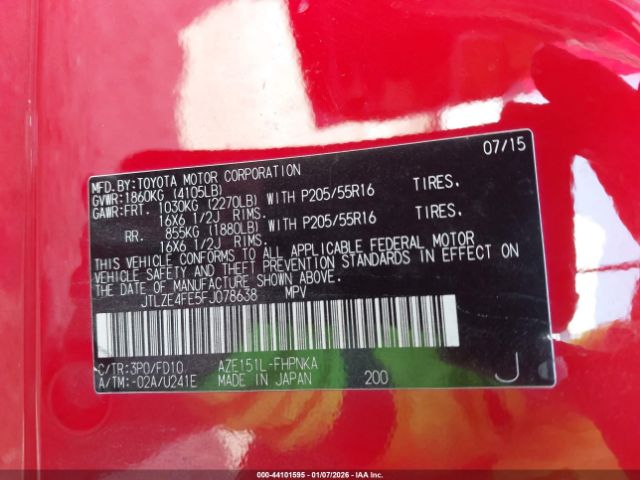 MFD. BY: TOYOTA MOTOR CORPORATION 07/15
GVWR: 1860KG (4105LB)
GAWR: FRT. 1030KG (2270LB) WITH P205/55R16 TIRES.
16X6 1/2J RIMS.
RR. 855KG (1880LB) WITH P205/55R16 TIRES.
16X6 1/2J RIMS.
THIS VEHICLE CONFORMS TO ALL APPLICABLE FEDERAL MOTOR
VEHICLE SAFETY AND THEFT PREVENTION STANDARDS IN EFFECT ON
THE DATE OF MANUFACTURE SHOWN ABOVE.
JTLZE4FE5FJ078638 MPV
C/TR: 3P0/FD10 AZE151L-FHPNKA
A/TM: -02A/U241E MADE IN JAPAN 200 J
000-44101595 | 01/07/2026 | IAAI.COM